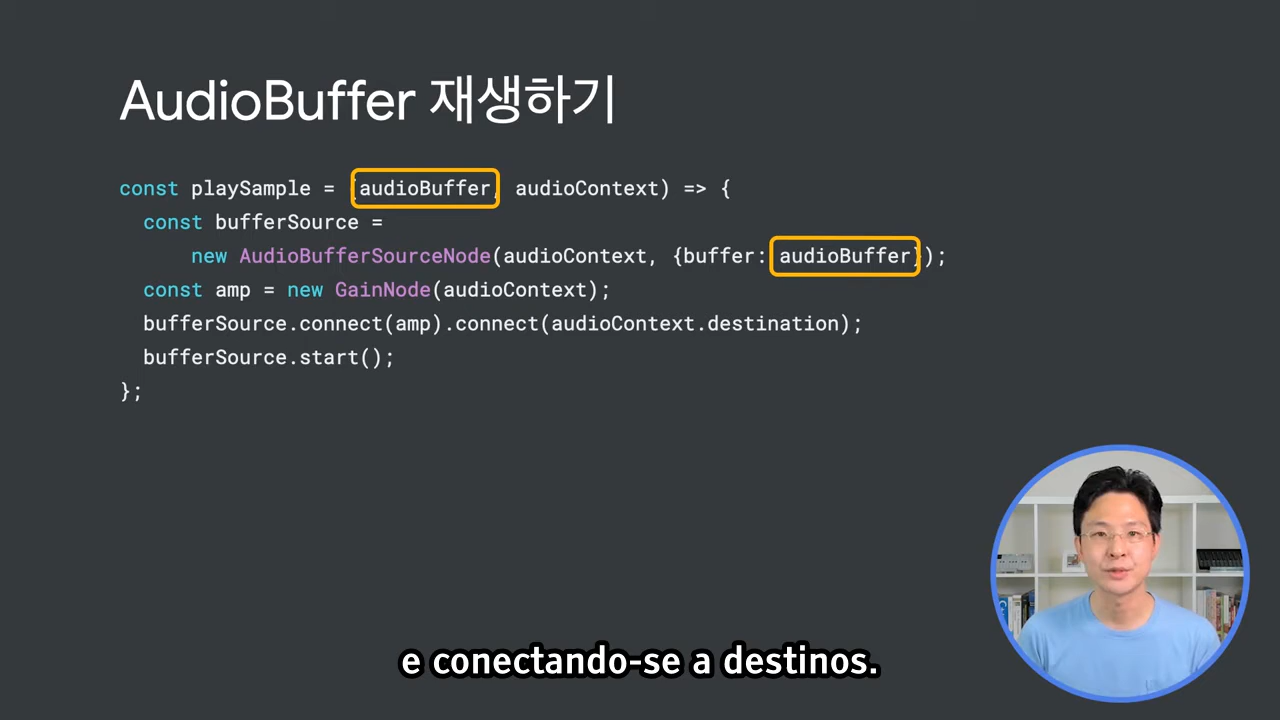 AudioBuffer 재생하기
const playSample = (audioBuffer, audioContext) => {
const bufferSource =
new AudioBufferSourceNode(audioContext, {buffer: audioBuffer});
const amp = new GainNode(audioContext);
bufferSource.connect(amp).connect(audioContext.destination);
bufferSource.start();
};
e conectando-se a destinos.